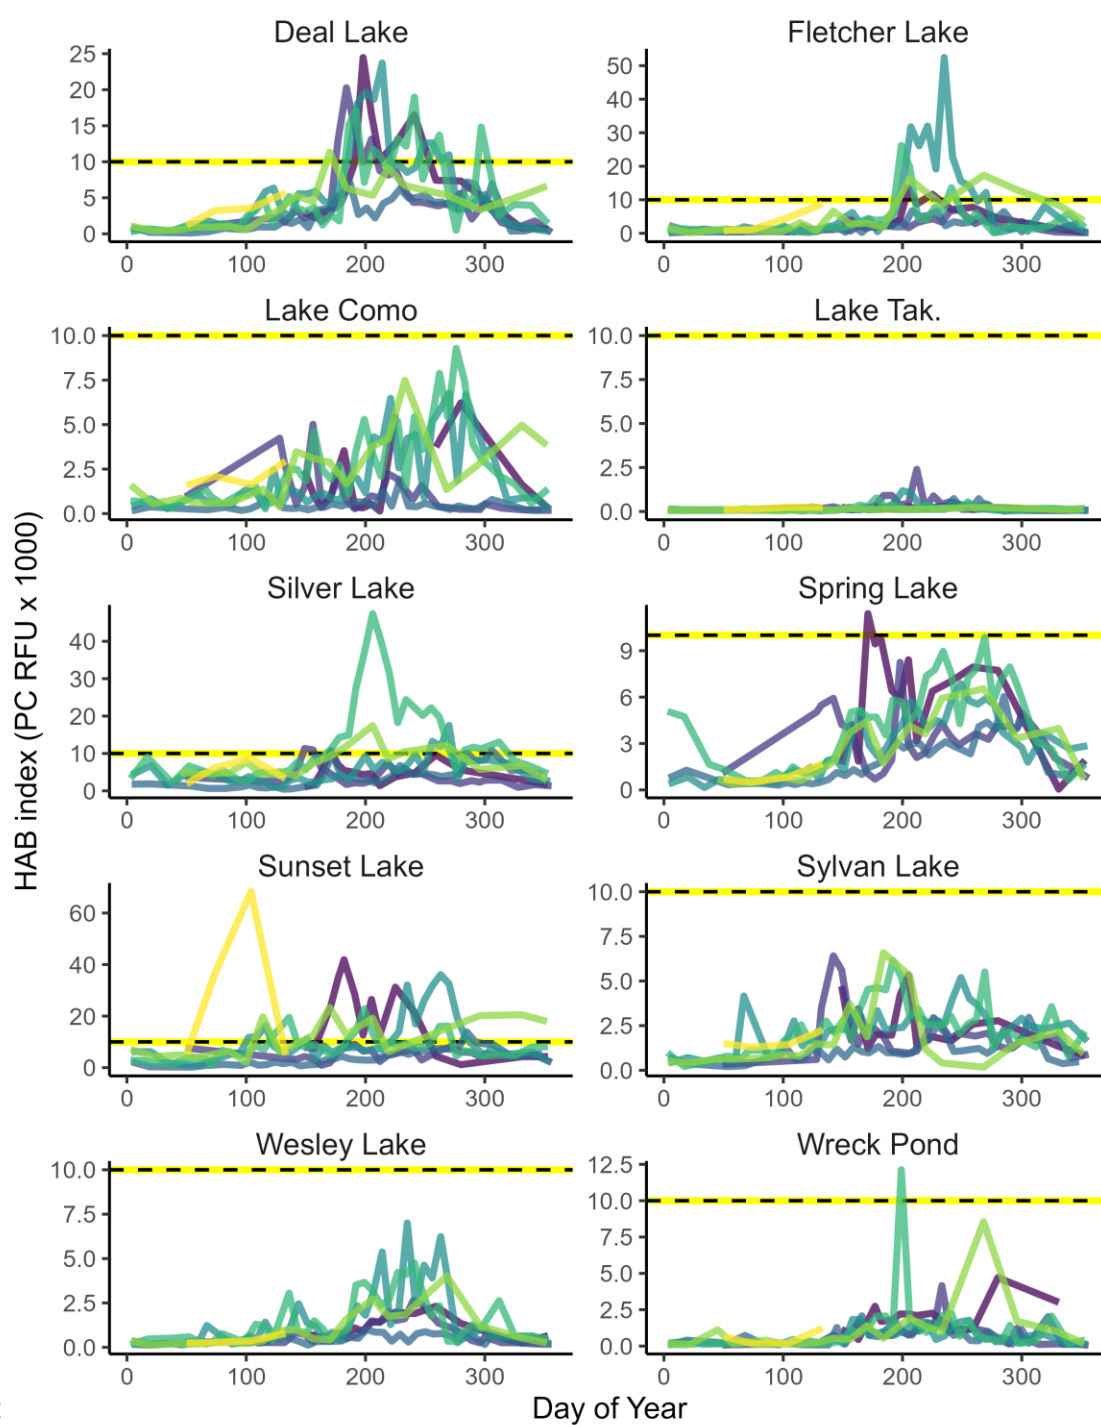 Deal Lake
25
20
15
10
5
0
0 100 200 300
Fletcher Lake
50
40
30
20
10
0
0 100 200 300
Lake Como
10.0
7.5
5.0
2.5
0.0
0 100 200 300
Lake Tak.
10.0
7.5
5.0
2.5
0.0
0 100 200 300
Silver Lake
40
30
20
10
0
0 100 200 300
Spring Lake
9
6
3
0
0 100 200 300
HAB index (PC RFU x 1000)
Sunset Lake
60
40
20
0
0 100 200 300
Sylvan Lake
10.0
7.5
5.0
2.5
0.0
0 100 200 300
Wesley Lake
10.0
7.5
5.0
2.5
0.0
0 100 200 300
Wreck Pond
12.5
10.0
7.5
5.0
2.5
0.0
0 100 200 300
Day of Year